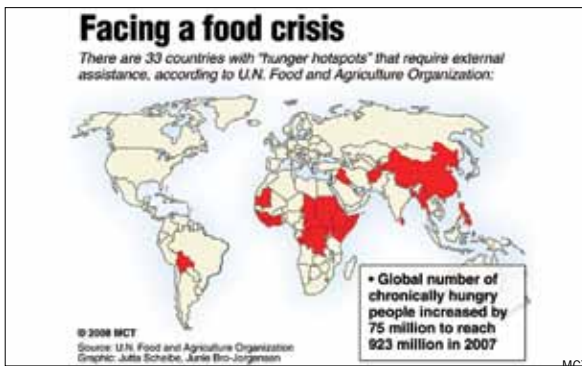 Facing a food crisis
There are 33 countries with "hunger hotspots" that require external
assistance, according to U.N. Food and Agriculture Organization:
• Global number of
chronically hungry
people increased by
75 million to reach
923 million in 2007
© 2008 MCT
Source: U.N. Food and Agriculture Organization
Graphic: Jutta Scheibe, Junie Bro-Jorgensen
MCT